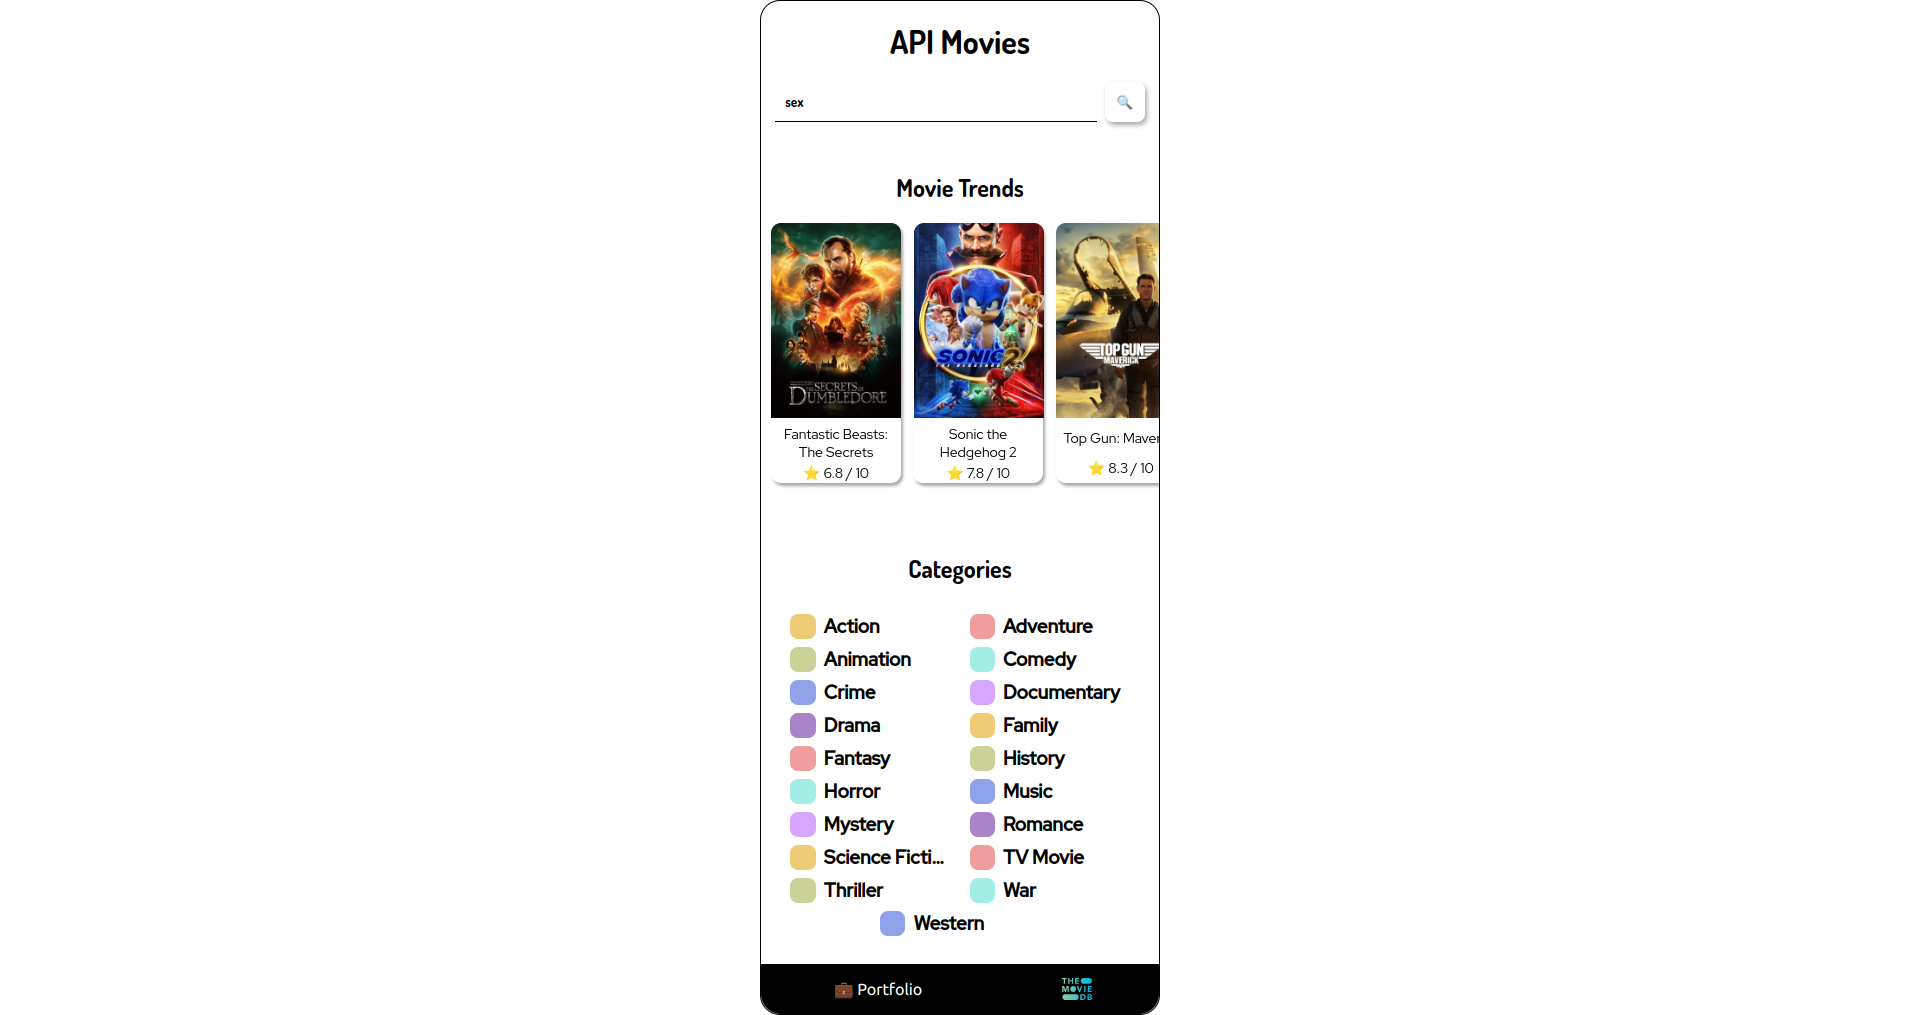 API Movies
sex
Movie Trends
SECRETS OF
DUMBLEDORE
SONIC 2
THE HEDGEHOG
TOP GUN
MAVERICK
Fantastic Beasts:
The Secrets
6.8 / 10
Sonic the
Hedgehog 2
7.8 / 10
Top Gun: Maver
8.3 / 10
Categories
Action
Adventure
Animation
Comedy
Crime
Documentary
Drama
Family
Fantasy
History
Horror
Music
Mystery
Romance
Science Ficti...
TV Movie
Thriller
War
Western
Portfolio
THE
MOVIE
DB